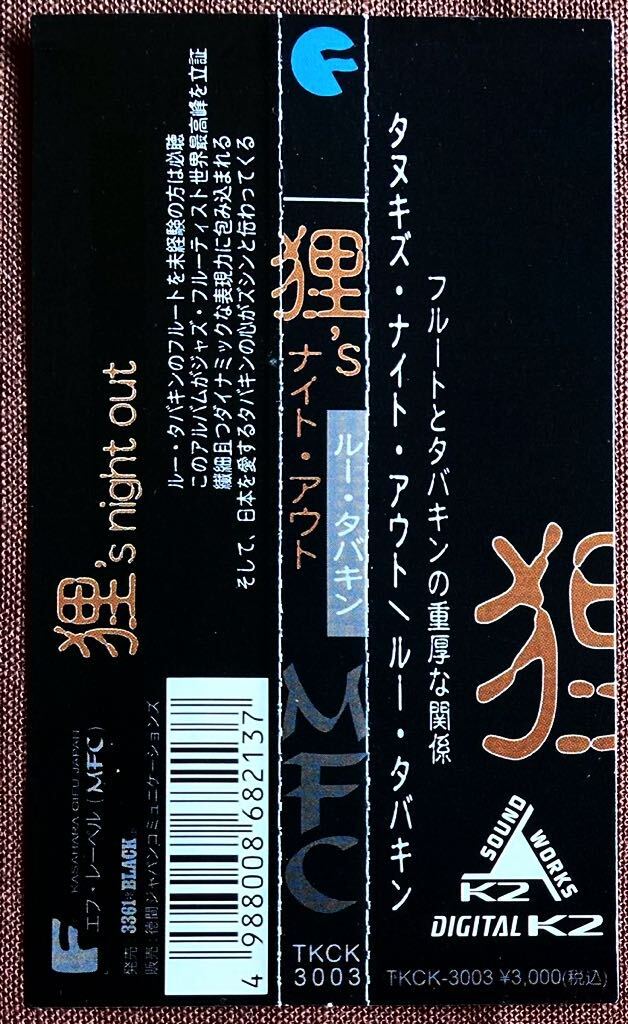 タヌキズ・ナイト・アウト／ルー・タバキン
フルートとタバキンの重厚な関係
狸
SOUND
WORKS
K2
DIGITAL K2
TKCK-3003 ¥3,000(税込)
狸's
ナイト・アウト
ルー・タバキン
MFC
TKCK
3003
ルー・タバキンのフルートを未経験の方は必聴
このアルバムがジャズ・フルーティスト世界最高峰を立証
繊細且つダイナミックな表現力に包み込まれる
そして、日本を愛するタバキンの心がズシンと伝わってくる
狸's night out
4 988008 682137
F
KASAHARA GIFU JAPAN
エフ・レーベル(MFC)
発売:3361*BLACK
販売:徳間ジャパンコミュニケーションズ